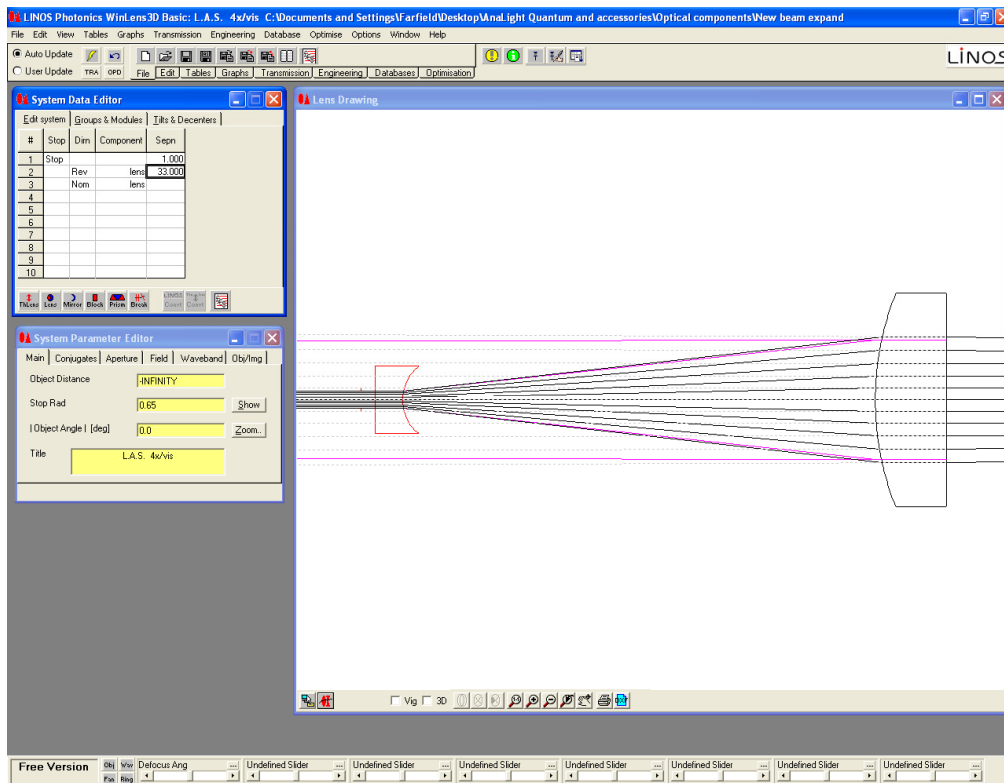 LINOS Photonics WinLens3D Basic: L.A.S. 4x/vis C:\Documents and Settings\Farfield\Desktop\AnaLight Quantum and accessories\Optical components\New beam expand
File Edit View Tables Graphs Transmission Engineering Database Optimise Options Window Help
Auto Update
User Update TRA OPD File Edit Tables Graphs Transmission Engineering Databases Optimisation
LINOS
System Data Editor
Edit system Groups & Modules Tilts & Decenters
# Stop Dirn Component Sepn
1 Stop 1.000
2 Rev lens 33.000
3 Nom lens
4
5
6
7
8
9
10
ThLens Lens Mirror Block Prism Break
System Parameter Editor
Main Conjugates Aperture Field Waveband Obj/Img
Object Distance -INFINITY
Stop Rad 0.65 Show
| Object Angle | [deg] 0.0 Zoom..
Title L.A.S. 4x/vis
Lens Drawing
Vig 3D
Free Version Obj Wav Defocus Ang ... Undefined Slider ... Undefined Slider ... Undefined Slider ... Undefined Slider ... Undefined Slider ... Undefined Slider ... Undefined Slider ...
Ring